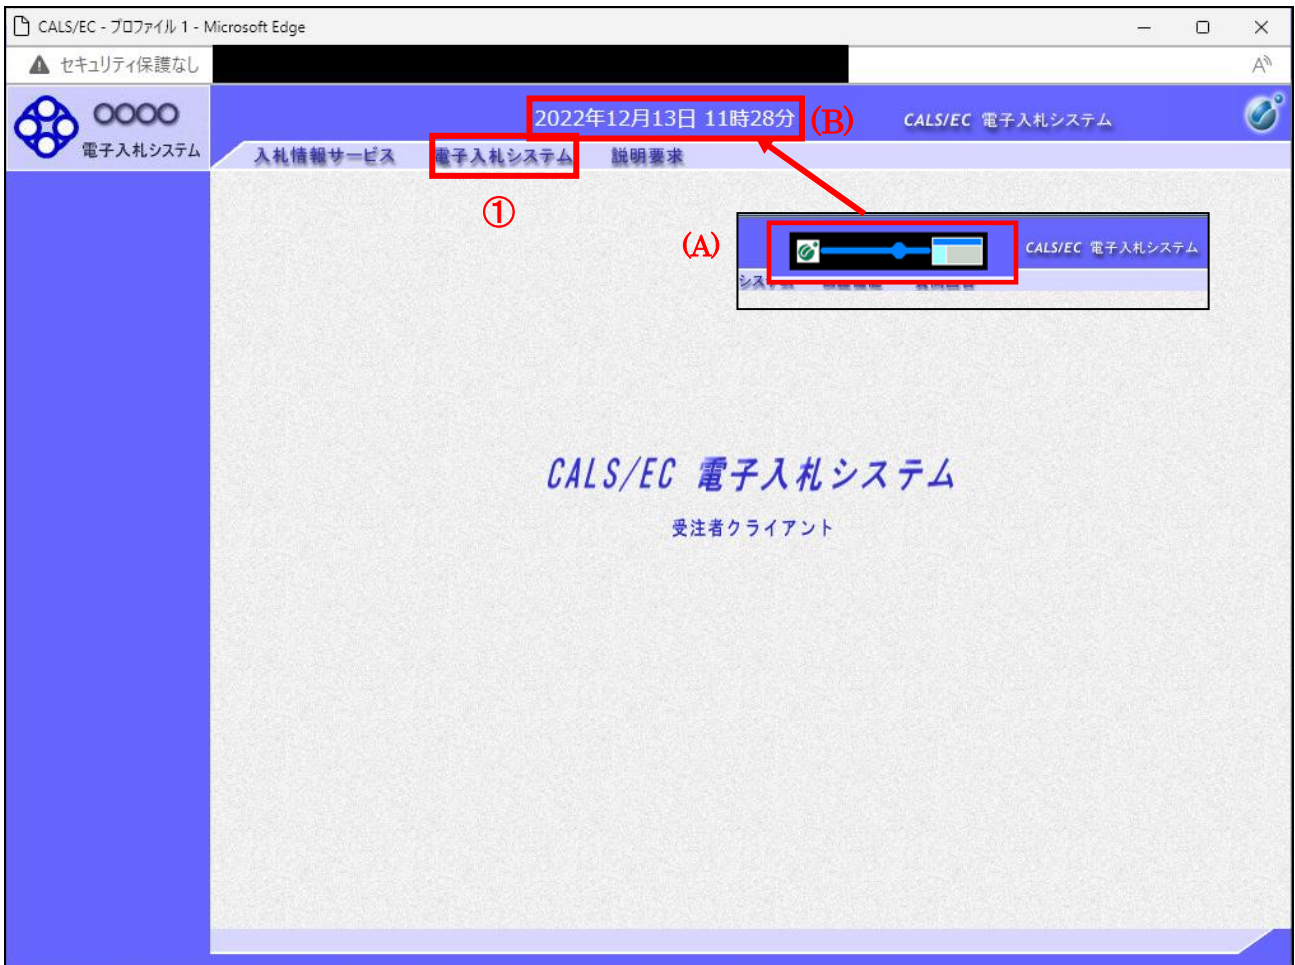 CALS/EC - プロファイル 1 - Microsoft Edge
セキュリティ保護なし
〇〇〇〇
電子入札システム
2022年12月13日 11時28分
(B)
CALS/EC 電子入札システム
入札情報サービス 電子入札システム 説明要求
①
(A)
CALS/EC 電子入札システム
CALS/EC 電子入札システム
受注者クライアント